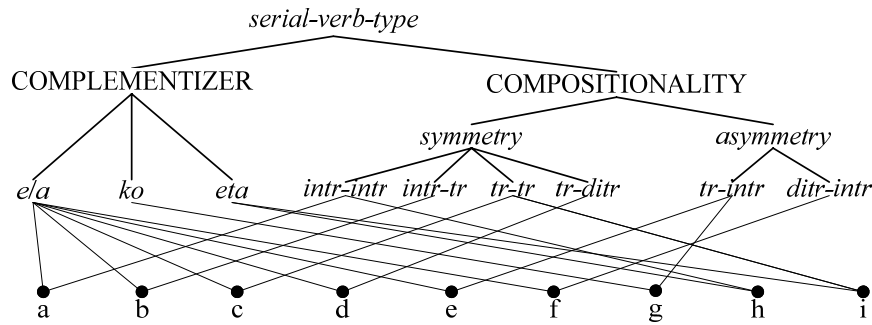 serial-verb-type
COMPLEMENTIZER COMPOSITIONALITY
symmetry asymmetry
e/a ko eta intr-intr intr-tr tr-tr tr-ditr tr-intr ditr-intr
a b c d e f g h i